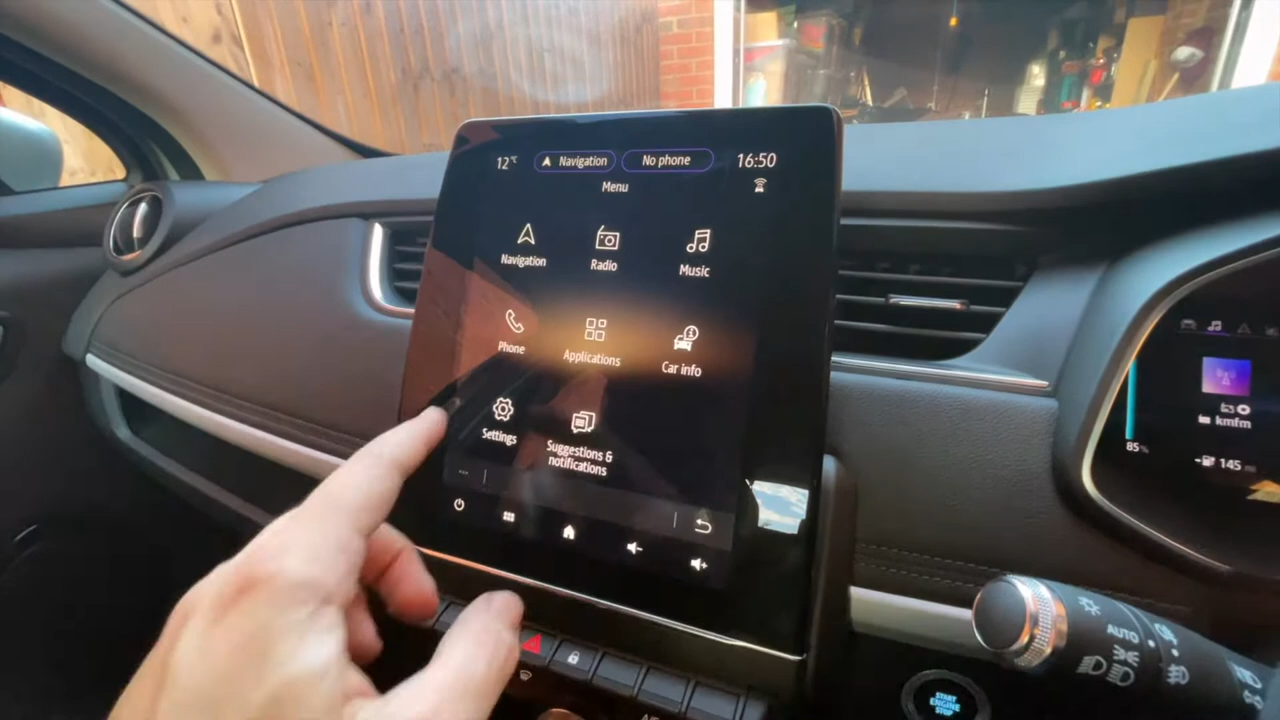 12°C
Navigation
No phone
16:50
Menu
Navigation
Radio
Music
Phone
Applications
Car info
Settings
Suggestions &
notifications
kmfm
85%
145 mi
AUTO
START
ENGINE
STOP